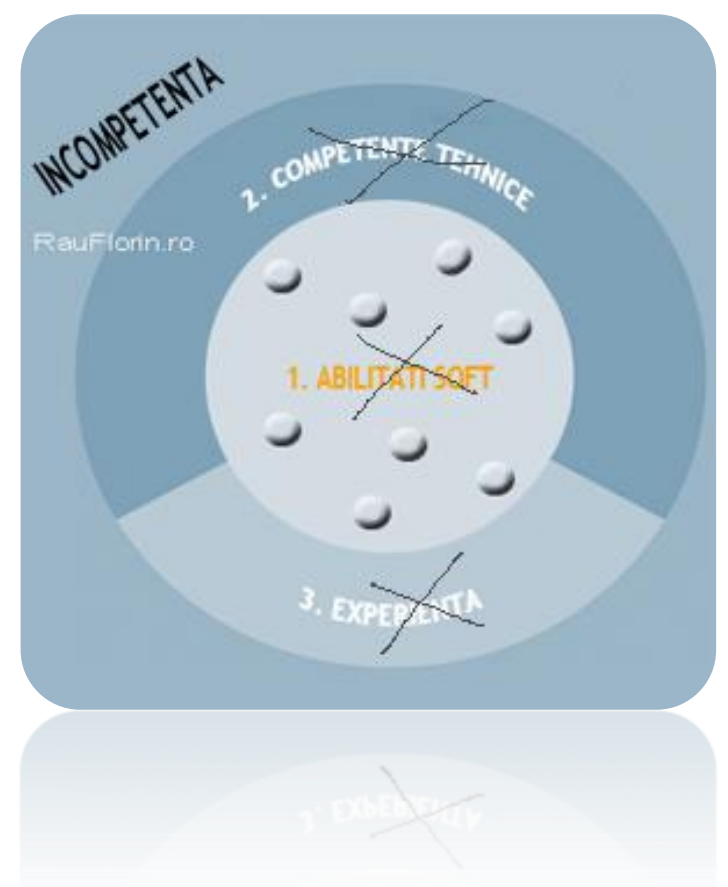 INCOMPETENTA
2. COMPETENTE TEHNICE
RauFlorin.ro
1. ABILITATI SOFT
3. EXPERIENTA